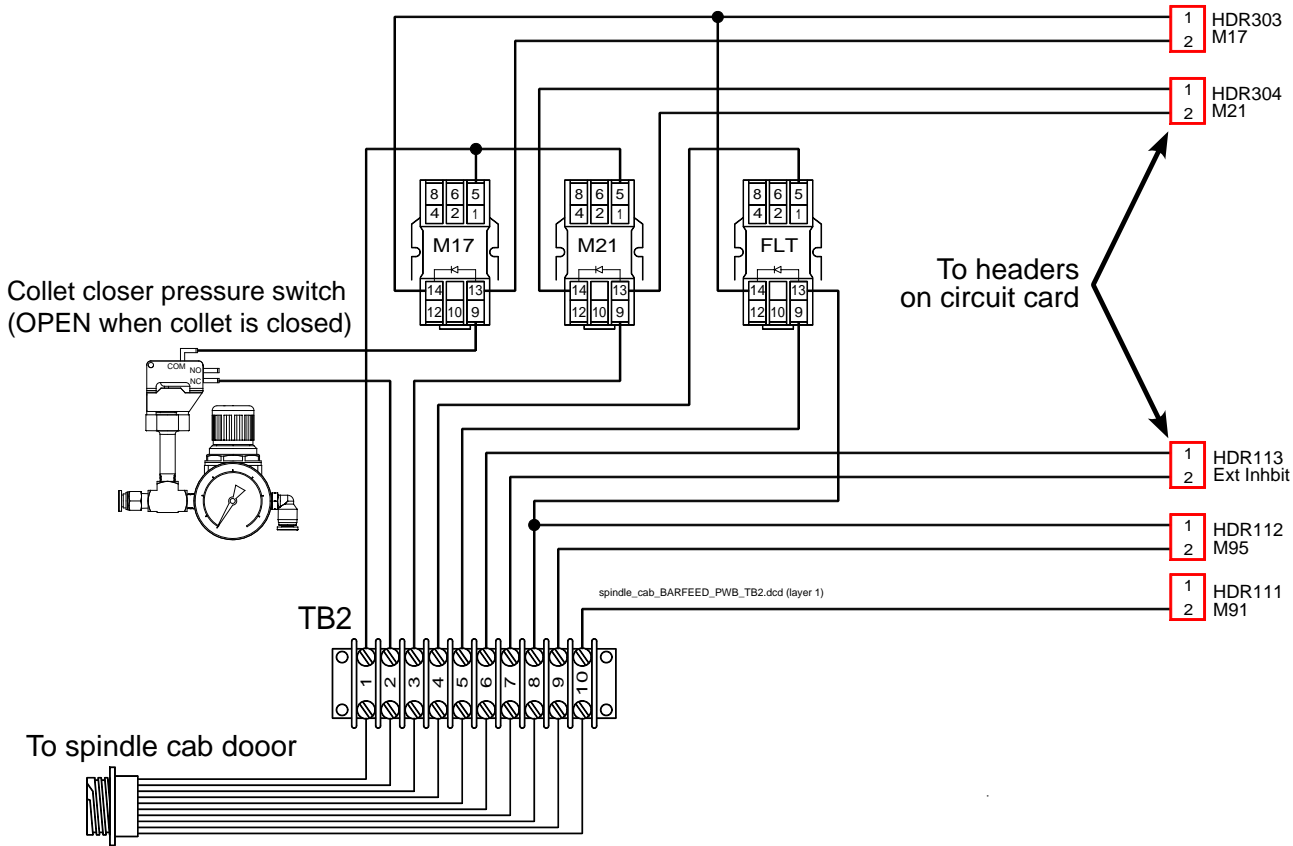 1 HDR303
2 M17
1 HDR304
2 M21
8 6 5
4 2 1
M17
14 13
12 10 9
8 6 5
4 2 1
M21
14 13
12 10 9
8 6 5
4 2 1
FLT
14 13
12 10 9
To headers
on circuit card
Collet closer pressure switch
(OPEN when collet is closed)
COM
NO
NC
1 HDR113
2 Ext Inhbit
1 HDR112
2 M95
spindle_cab_BARFEED_PWB_TB2.dcd (layer 1)
1 HDR111
2 M91
TB2
1 2 3 4 5 6 7 8 9 10
To spindle cab dooor